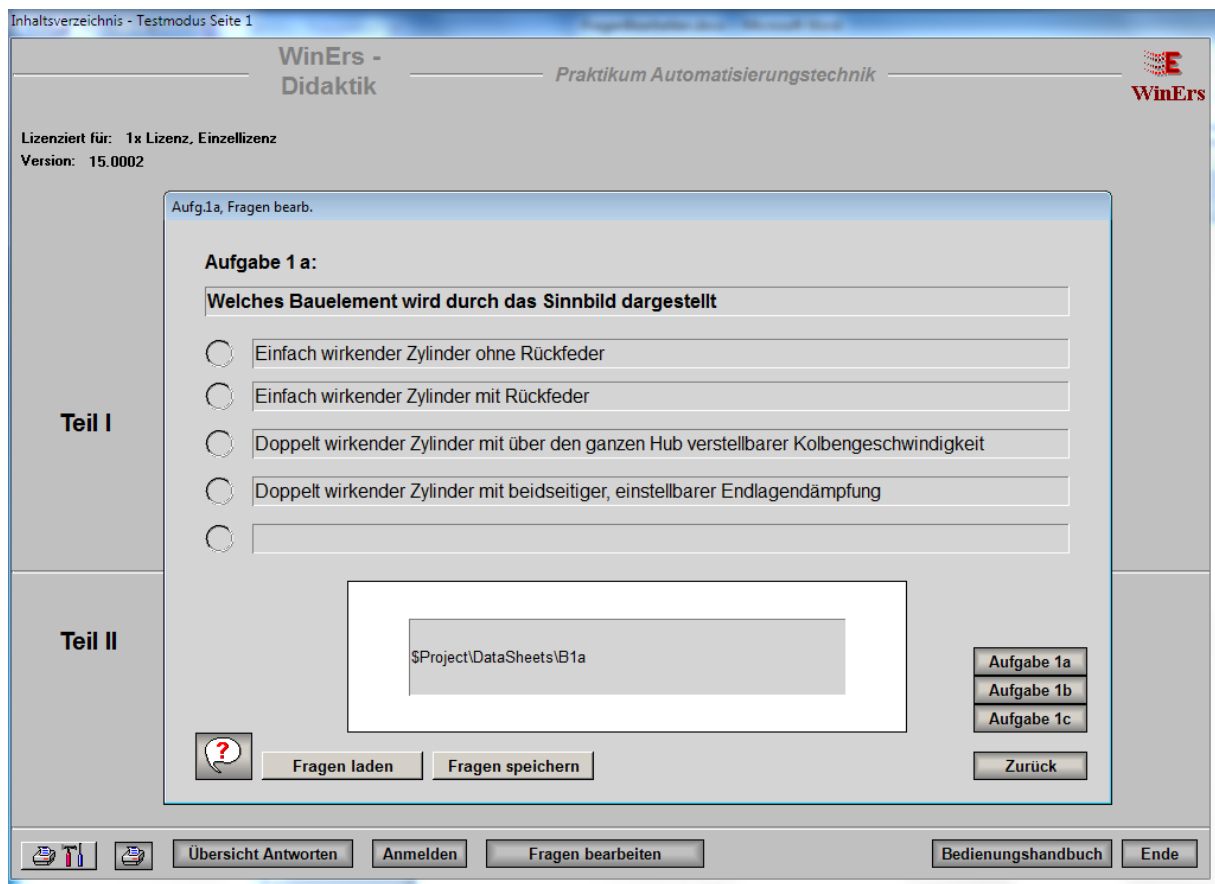 Inhaltsverzeichnis - Testmodus Seite 1
WinErs -
Didaktik
Praktikum Automatisierungstechnik
E
WinErs
Lizenziert für: 1x Lizenz, Einzellizenz
Version: 15.0002
Aufg.1a, Fragen bearb.
Aufgabe 1 a:
Welches Bauelement wird durch das Sinnbild dargestellt
Einfach wirkender Zylinder ohne Rückfeder
Einfach wirkender Zylinder mit Rückfeder
Teil I
Doppelt wirkender Zylinder mit über den ganzen Hub verstellbarer Kolbengeschwindigkeit
Doppelt wirkender Zylinder mit beidseitiger, einstellbarer Endlagendämpfung
Teil II
$Project\DataSheets\B1a
Aufgabe 1a
Aufgabe 1b
Aufgabe 1c
?
Fragen laden
Fragen speichern
Zurück
Übersicht Antworten
Anmelden
Fragen bearbeiten
Bedienungshandbuch
Ende